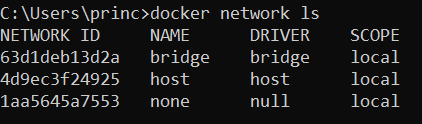 C:\Users\princ>docker network ls
NETWORK ID     NAME      DRIVER    SCOPE
63d1deb13d2a   bridge    bridge    local
4d9ec3f24925   host      host      local
1aa5645a7553   none      null      local